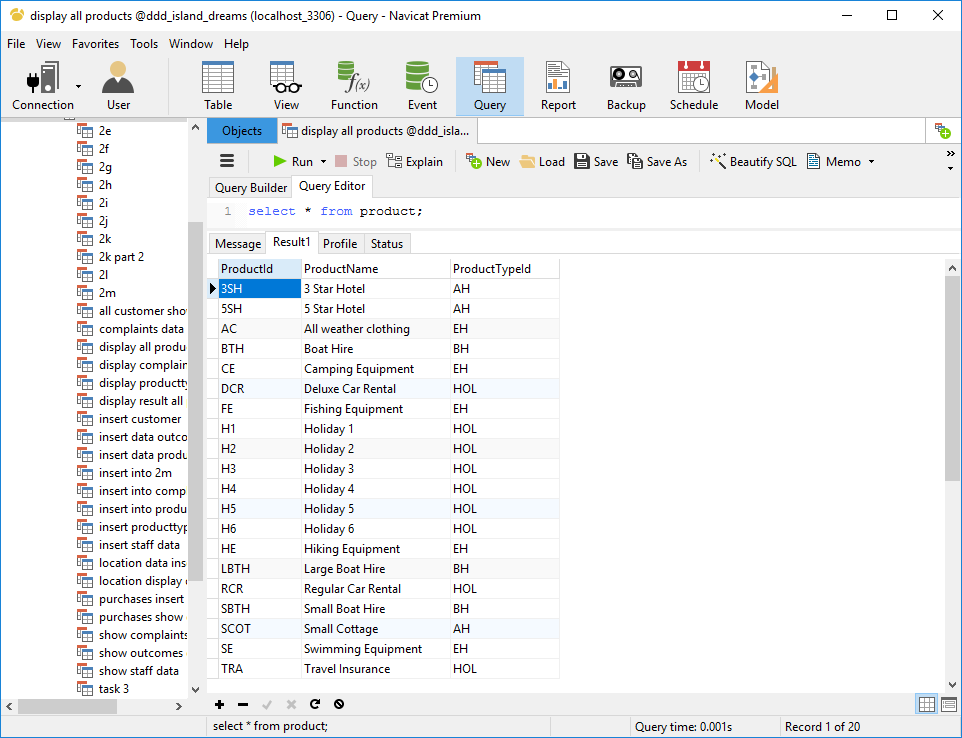 display all products @ddd_island_dreams (localhost_3306) - Query - Navicat Premium
File View Favorites Tools Window Help
Connection User Table View Function Event Query Report Backup Schedule Model
f(x)
Objects display all products @ddd_isla...
Run Stop Explain New Load Save Save As Beautify SQL Memo »
Query Builder Query Editor
1 select * from product;
Message Result1 Profile Status
2e
2f
2g
2h
2i
2j
2k
2k part 2
2l
2m
all customer sho
complaints data
display all produ
display complain
display productty
display result all
insert customer
insert data outco
insert data produ
insert into 2m
insert into comp
insert into produ
insert producttyp
insert staff data
location data ins
location display
purchases insert
purchases show
show complaints
show outcomes
show staff data
task 3
ProductId ProductName ProductTypeId
3SH 3 Star Hotel AH
5SH 5 Star Hotel AH
AC All weather clothing EH
BTH Boat Hire BH
CE Camping Equipment EH
DCR Deluxe Car Rental HOL
FE Fishing Equipment EH
H1 Holiday 1 HOL
H2 Holiday 2 HOL
H3 Holiday 3 HOL
H4 Holiday 4 HOL
H5 Holiday 5 HOL
H6 Holiday 6 HOL
HE Hiking Equipment EH
LBTH Large Boat Hire BH
RCR Regular Car Rental HOL
SBTH Small Boat Hire BH
SCOT Small Cottage AH
SE Swimming Equipment EH
TRA Travel Insurance HOL
select * from product; Query time: 0.001s Record 1 of 20